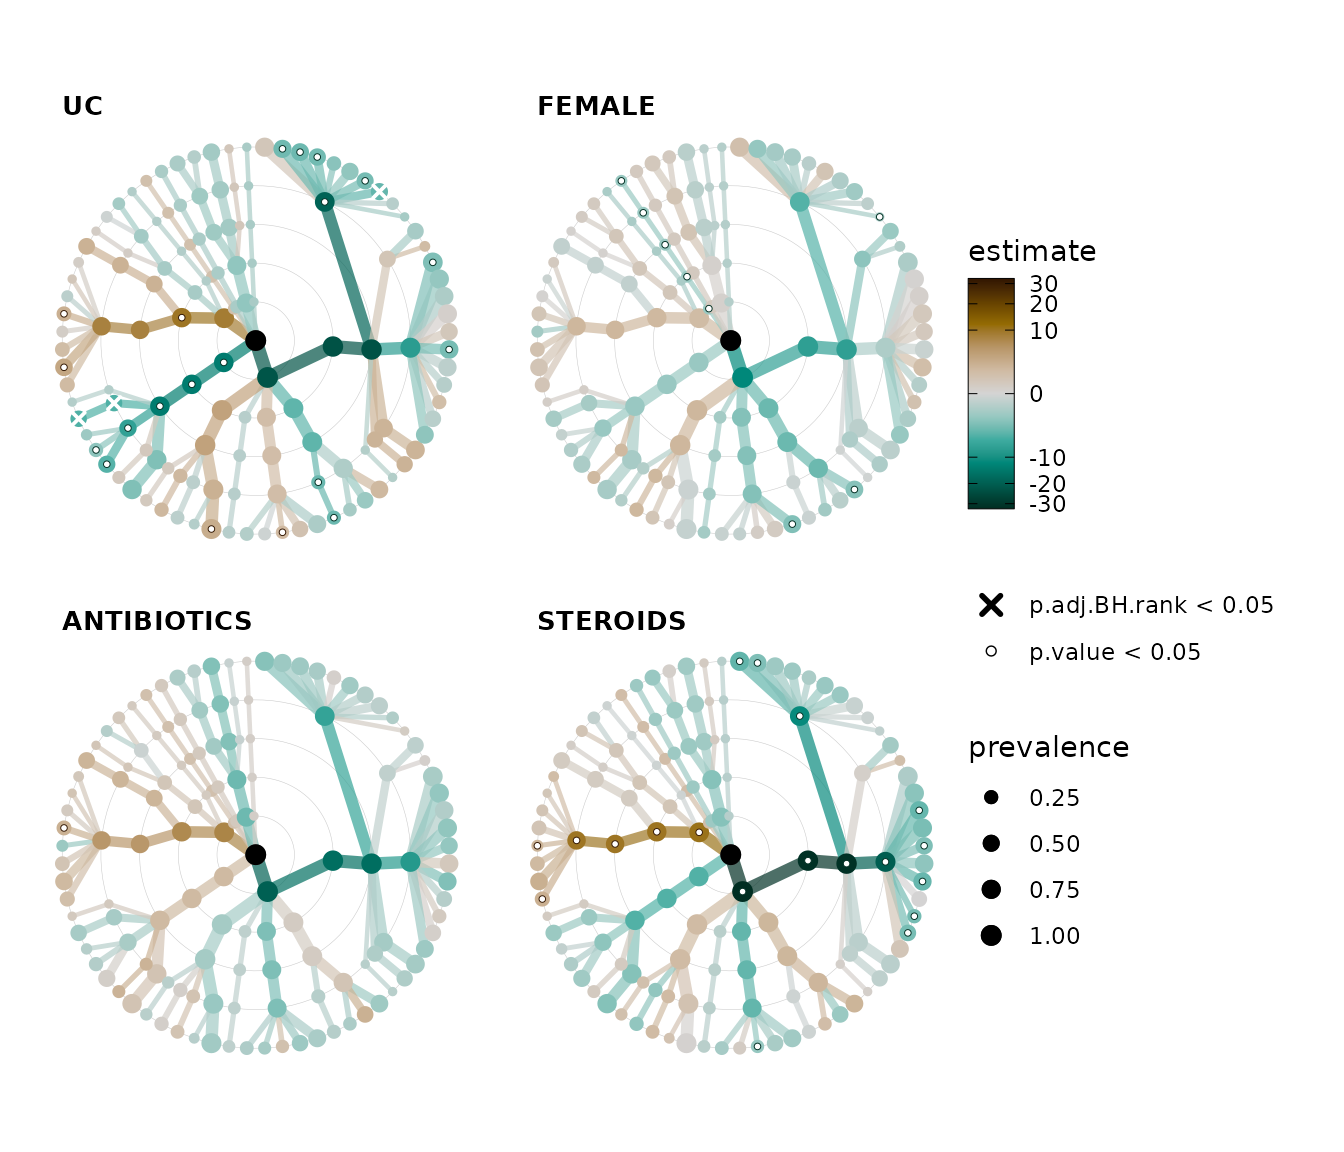 UC
FEMALE
ANTIBIOTICS
STEROIDS
estimate
30
20
10
0
-10
-20
-30
p.adj.BH.rank < 0.05
p.value < 0.05
prevalence
0.25
0.50
0.75
1.00